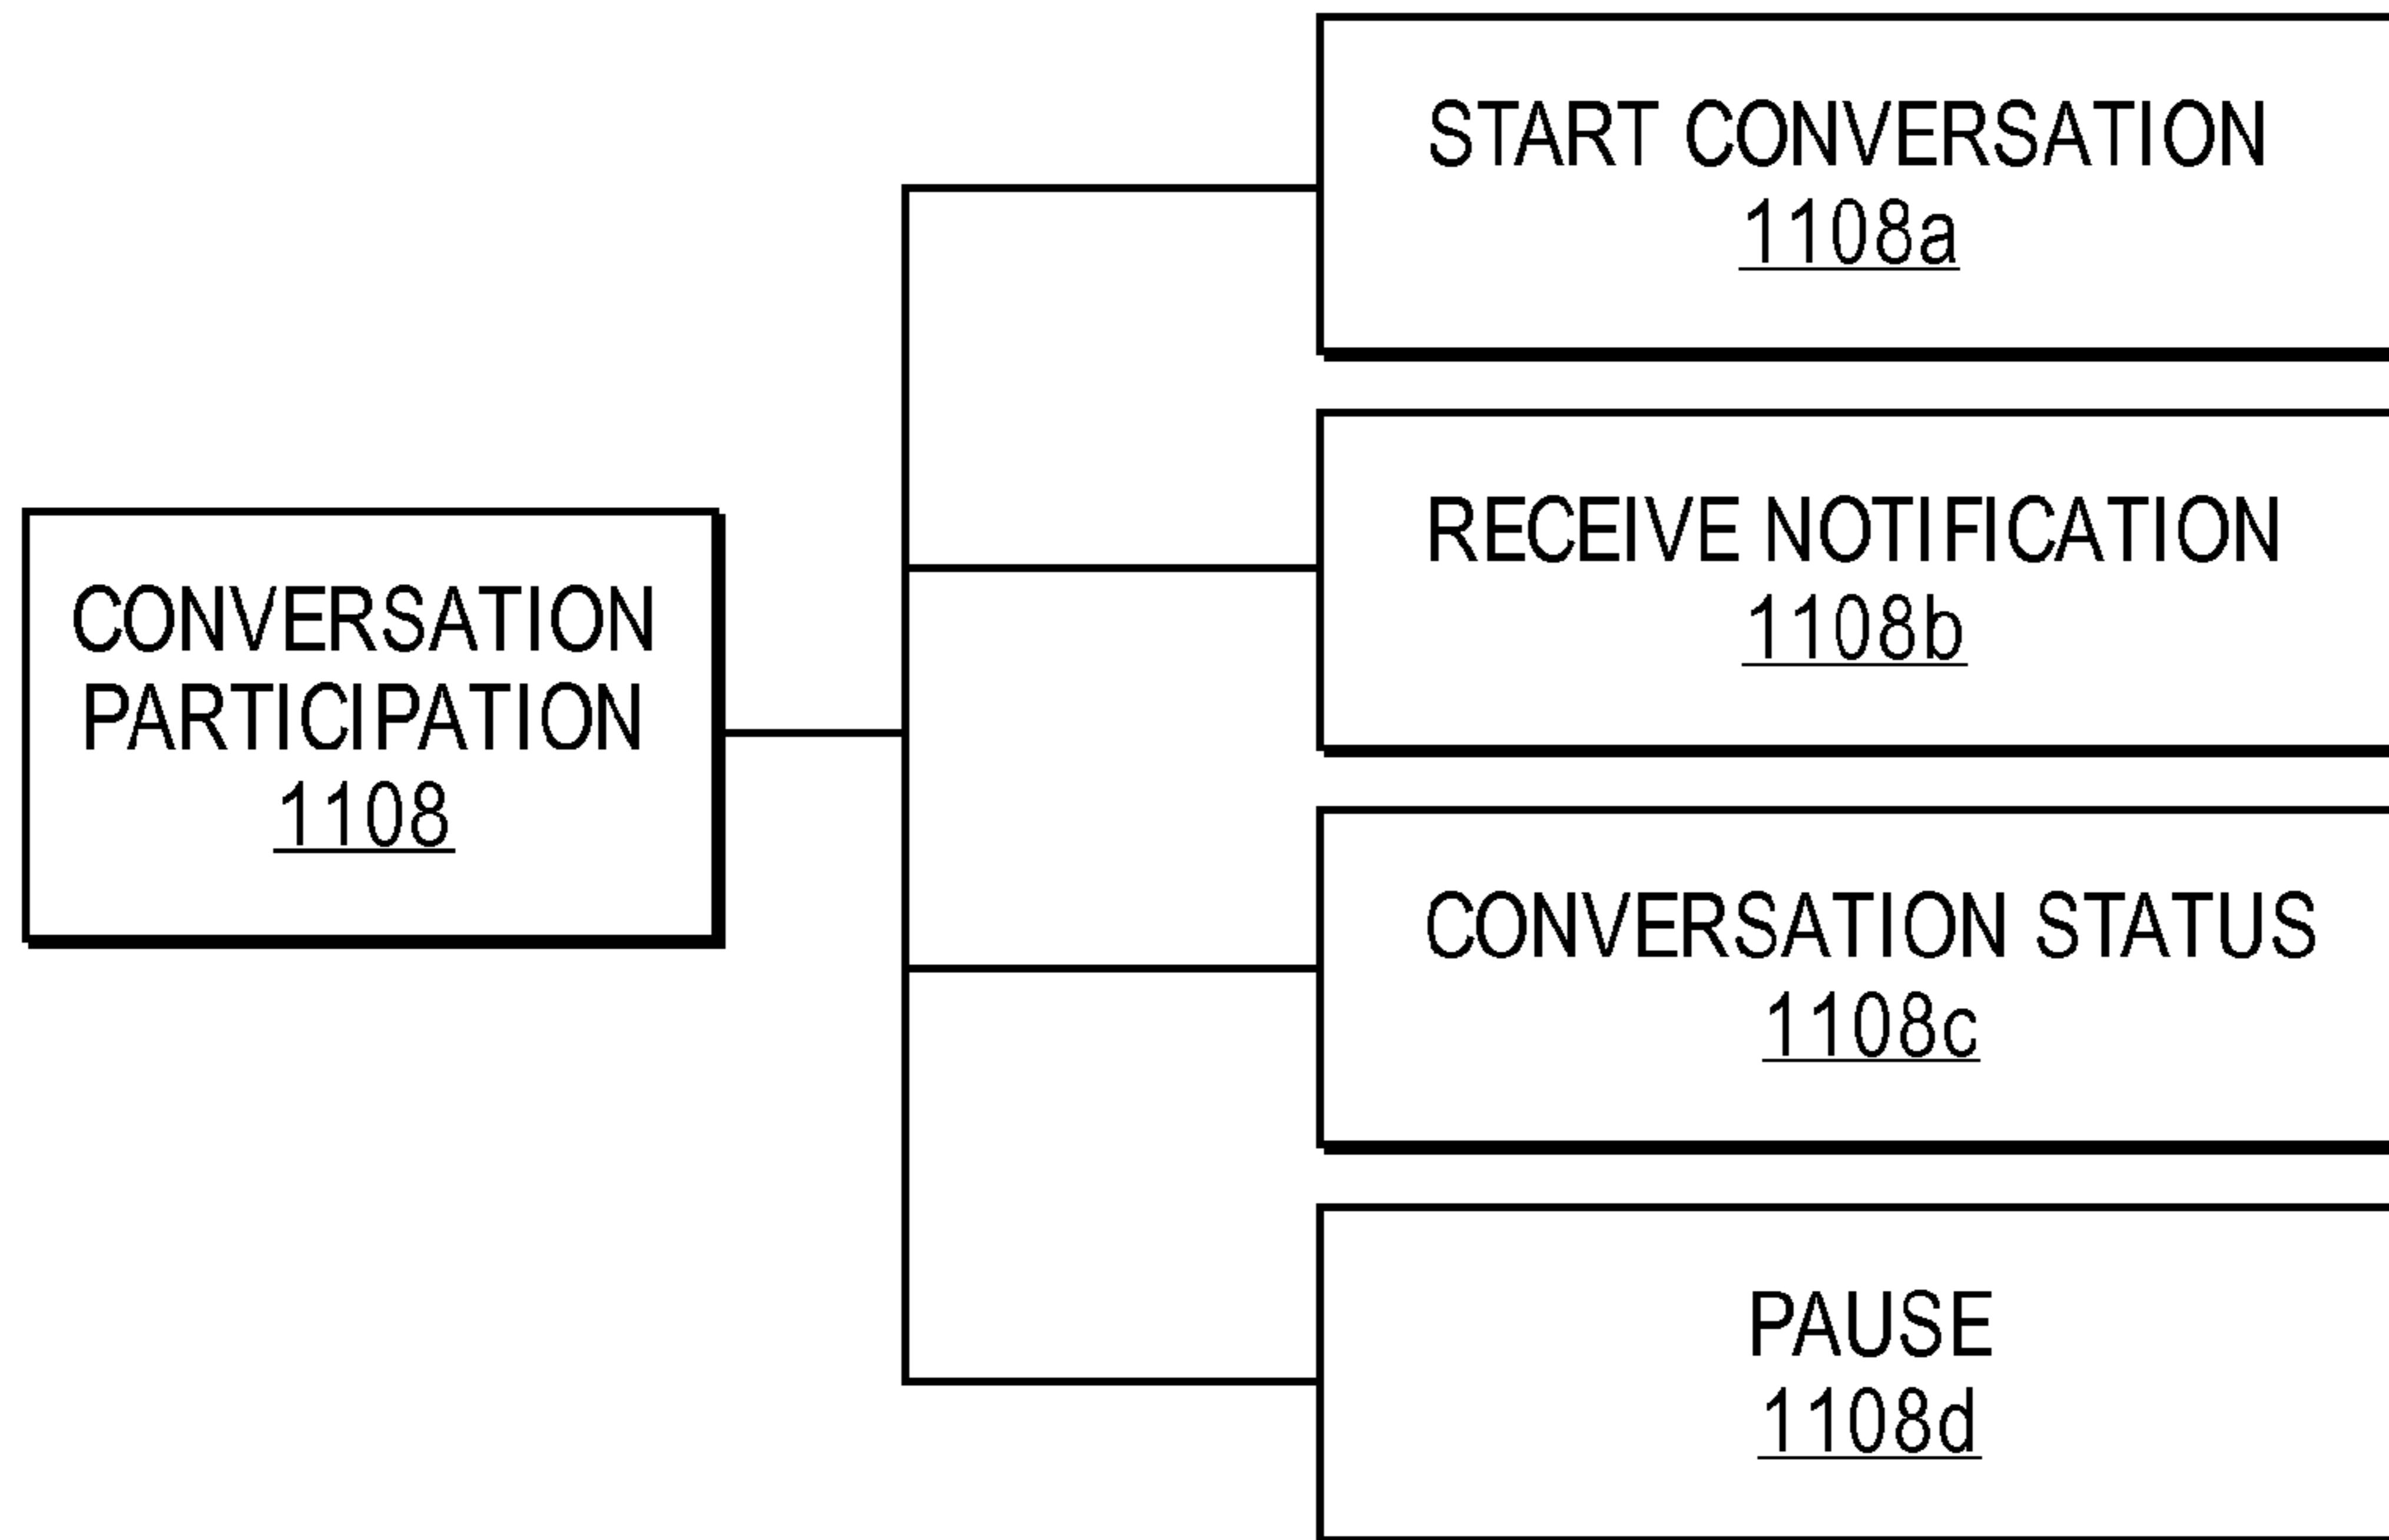 START CONVERSATION
1108a
RECEIVE NOTIFICATION
1108b
CONVERSATION
PARTICIPATION
1108
CONVERSATION STATUS
1108c
PAUSE
1108d